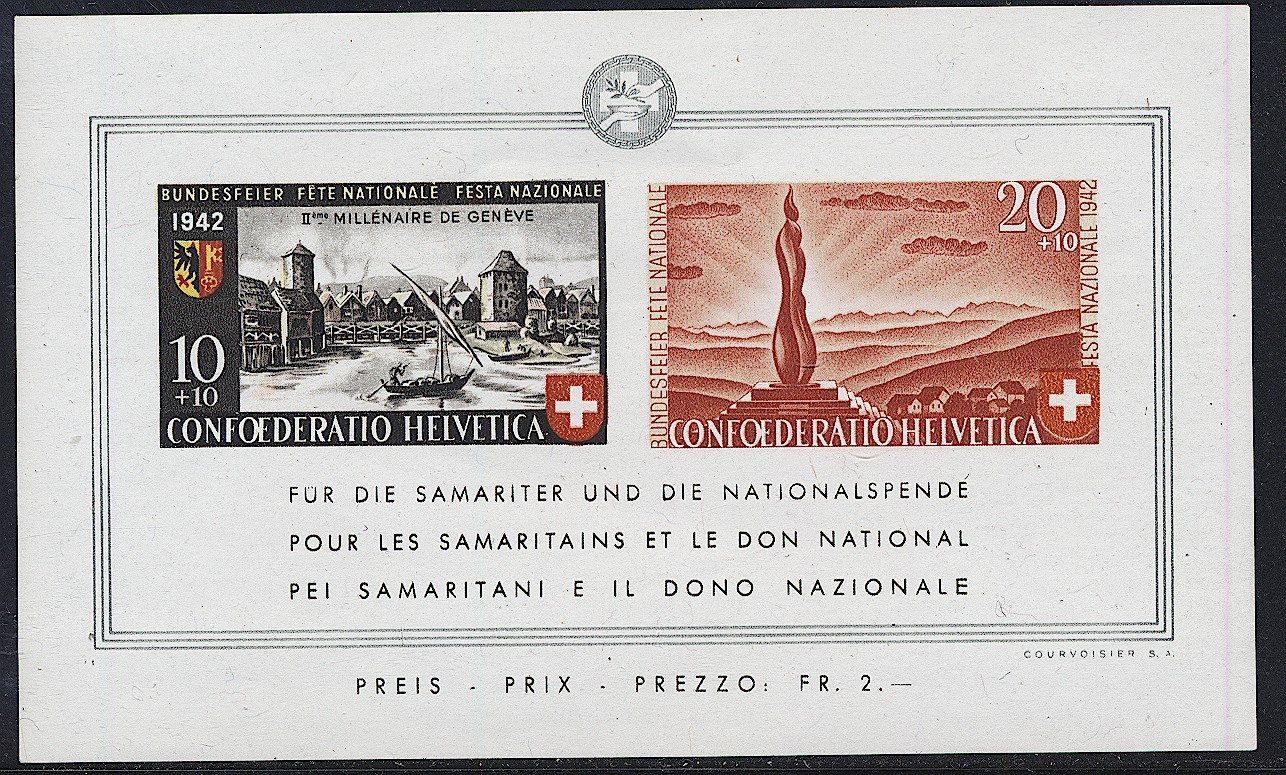 BUNDESFEIER FÊTE NATIONALE FESTA NAZIONALE
1942
IIème MILLÉNAIRE DE GENÈVE
10
+10
CONFOEDERATIO HELVETICA
BUNDESFEIER FÊTE NATIONALE
20
+10
FESTA NAZIONALE 1942
CONFOEDERATIO HELVETICA
FÜR DIE SAMARITER UND DIE NATIONALSPENDE
POUR LES SAMARITAINS ET LE DON NATIONAL
PEI SAMARITANI E IL DONO NAZIONALE
COURVOISIER S.A.
PREIS - PRIX - PREZZO: FR. 2.—